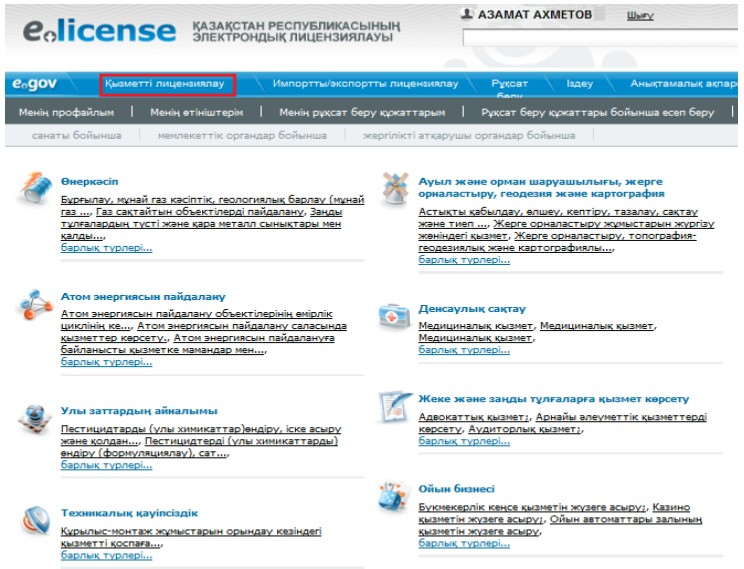 e.license ҚАЗАҚСТАН РЕСПУБЛИКАСЫНЫҢ
ЭЛЕКТРОНДЫҚ ЛИЦЕНЗИЯЛАУЫ
АЗАМАТ АХМЕТОВ Шығу
e.gov Қызметті лицензиялау Импортты/экспортты лицензиялау Рұқсат беру Іздеу Анықтамалық ақпар
Менің профайлым | Менің өтініштерім | Менің рұқсат беру құжаттарым | Рұқсат беру құжаттары бойынша есеп беру |
санаты бойынша | мемлекеттік органдар бойынша | жергілікті атқарушы органдар бойынша
Өнеркәсіп
Бұрғылау, мұнай газ кәсіптік, геологиялық барлау (мұнай
газ ..., Газ сақтайтын объектілерді пайдалану, Заңды
тұлғалардың түсті және қара металл сынықтары мен
қалды...,
барлық түрлері...
Ауыл және орман шаруашылығы, жерге
орналастыру, геодезия және картография
Астықты қабылдау, өлшеу, кептіру, тазалау, сақтау
және тиеп ..., Жерге орналастыру жұмыстарын жүргізу
жөніндегі қызмет, Жерге орналастыру, топография-
геодезиялық және картографиялы...,
барлық түрлері...
Атом энергиясын пайдалану
Атом энергиясын пайдалану объектілерінің өмірлік
циклінің ке..., Атом энергиясын пайдалану саласында
қызметтер көрсету., Атом энергиясын пайдалануға
байланысты қызметке мамандар мен...,
барлық түрлері...
Денсаулық сақтау
Медициналық қызмет, Медициналық қызмет,
Медициналық қызмет,
барлық түрлері...
Улы заттардың айналымы
Пестицидтарды (улы химикаттар)өндіру, іске асыру
және қолдан..., Пестицидтерді (улы химикаттарды)
өндіру (формуляциялау), сат...,
барлық түрлері...
Жеке және заңды тұлғаларға қызмет көрсету
Адвокаттық қызмет;, Арнайы әлеуметтік қызметтерді
көрсету, Аудиторлық қызмет;,
барлық түрлері...
Техникалық қауіпсіздік
Құрылыс-монтаж жұмыстарын орындау кезіндегі
қызметті қоспаға...,
барлық түрлері...
Ойын бизнесі
Букмекерлік кеңсе қызметін жүзеге асыру;, Казино
қызметін жүзеге асыру;, Ойын автоматтары залының
қызметін жүзеге асыру,
барлық түрлері...